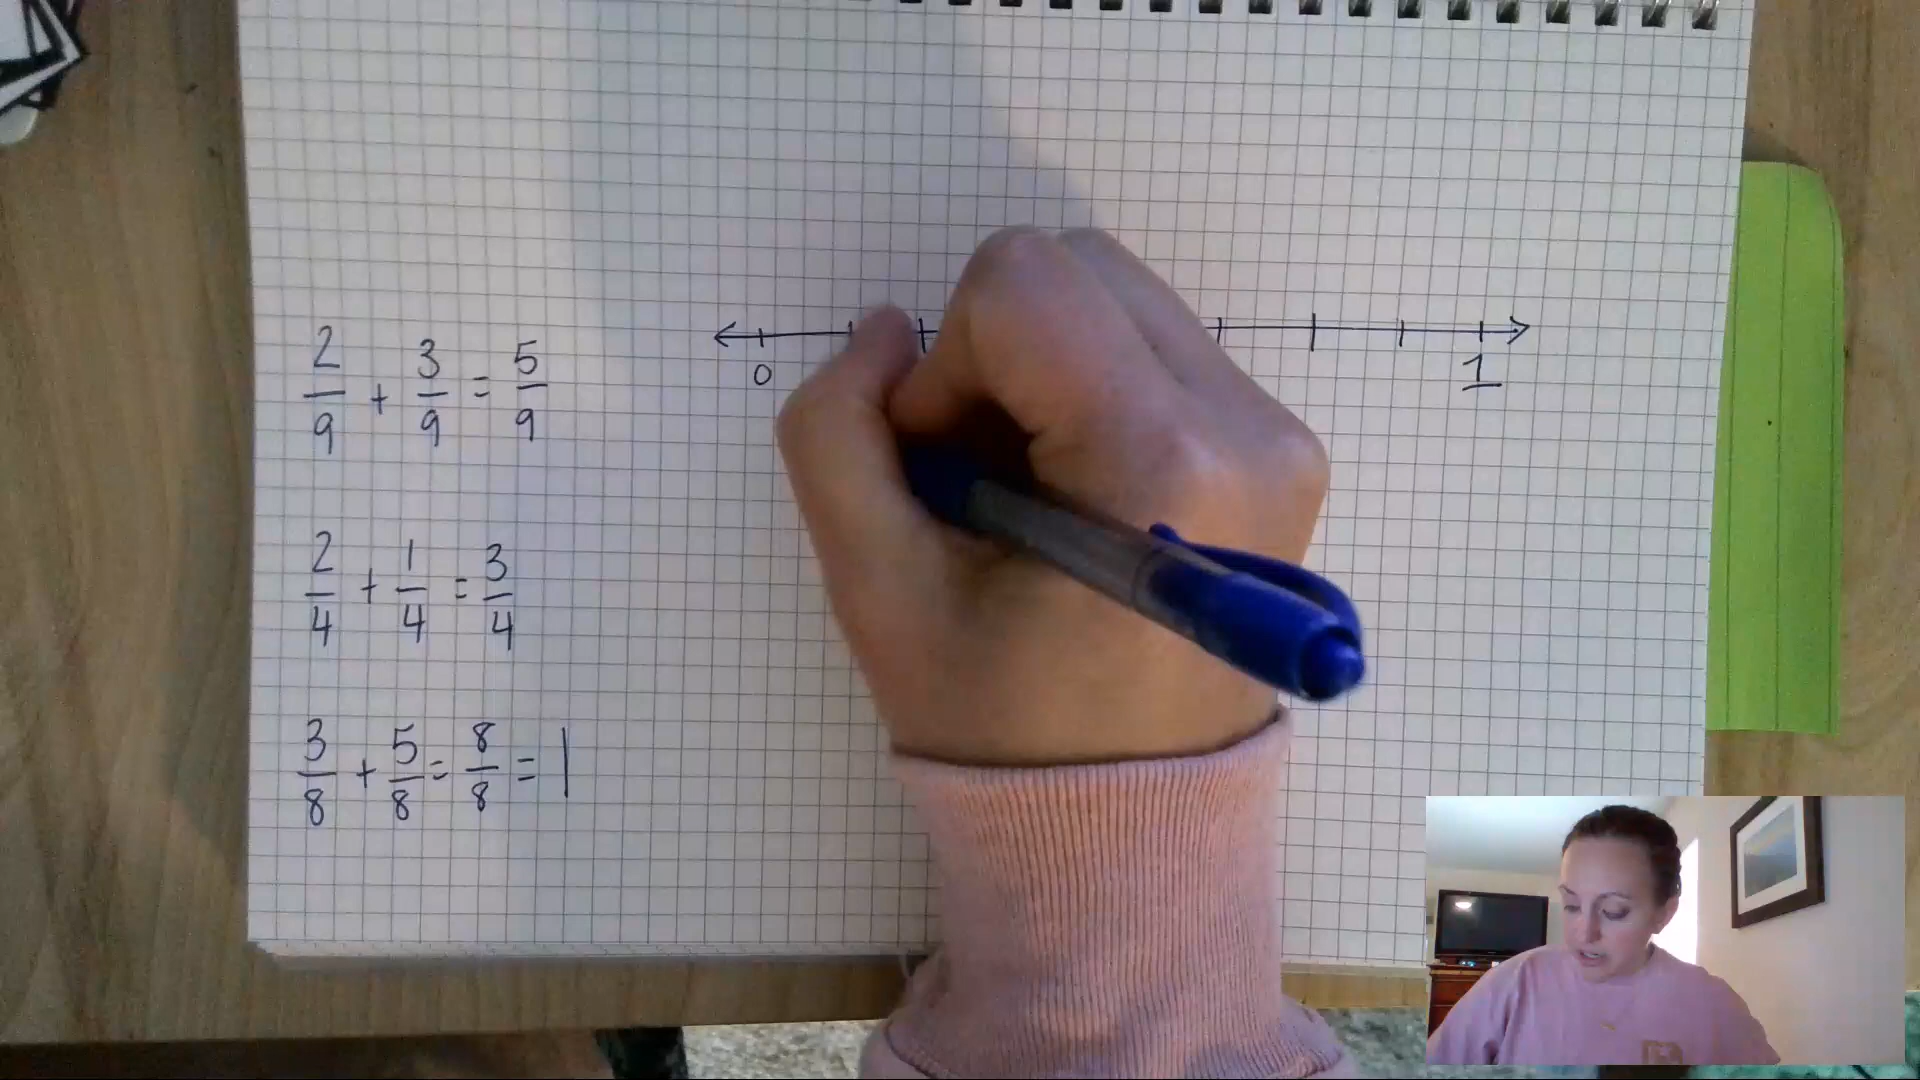 2/9 + 3/9 = 5/9
0 1
2/4 + 1/4 = 3/4
3/8 + 5/8 = 8/8 = 1